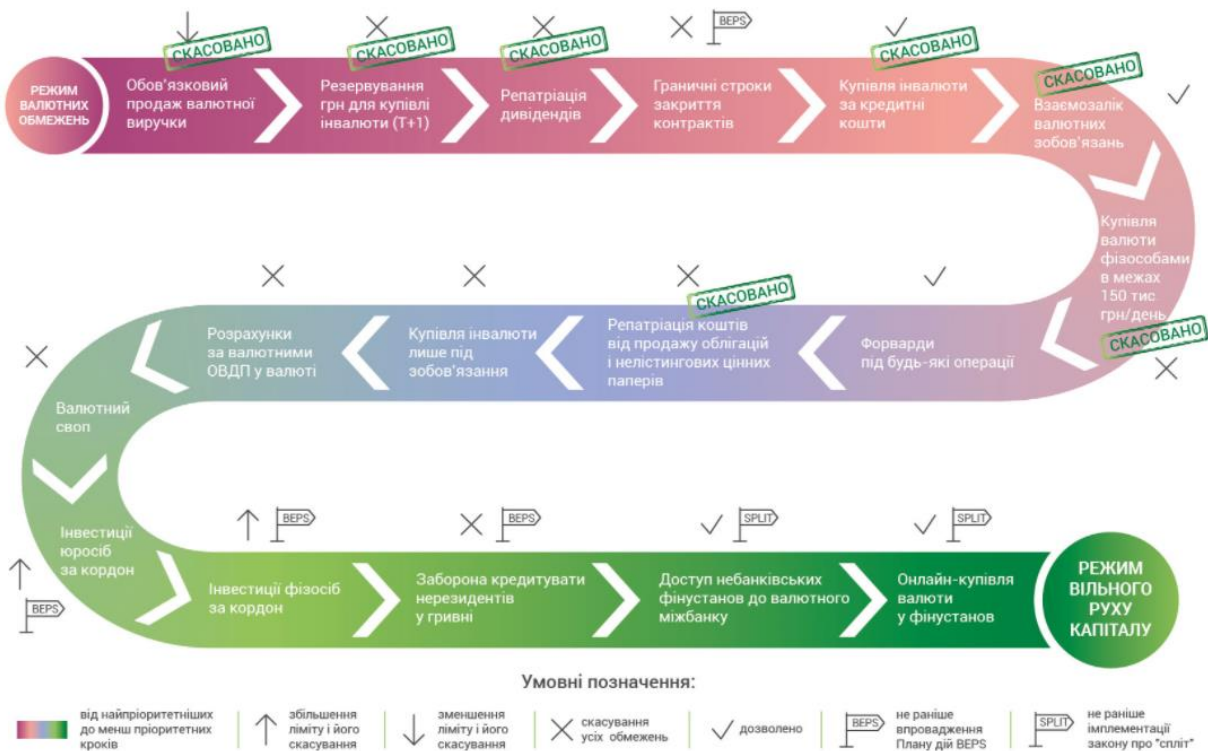 BEPS
СКАСОВАНО
СКАСОВАНО
СКАСОВАНО
СКАСОВАНО
СКАСОВАНО
РЕЖИМ
ВАЛЮТНИХ
ОБМЕЖЕНЬ
Обов'язковий
продаж валютної
виручки
Резервування
грн для купівлі
інвалюти (Т+1)
Репатріація
дивідендів
Граничні строки
закриття
контрактів
Купівля інвалюти
за кредитні
кошти
Взаємозалік
валютних
зобов'язань
Купівля
валюти
фізособами
в межах
150 тис
грн/день
СКАСОВАНО
Форварди
під будь-які операції
СКАСОВАНО
Репатріація коштів
від продажу облігацій
і нелістингових цінних
паперів
Купівля інвалюти
лише під
зобов'язання
Розрахунки
за валютними
ОВДП у валюті
Валютний
своп
Інвестиції
юросіб
за кордон
BEPS
BEPS
Інвестиції фізосіб
за кордон
BEPS
Заборона кредитувати
нерезидентів
у гривні
SPLIT
Доступ небанківських
фінустанов до валютного
міжбанку
SPLIT
Онлайн-купівля
валюти
у фінустанов
РЕЖИМ
ВІЛЬНОГО
РУХУ
КАПІТАЛУ
Умовні позначення:
від найпріоритетніших
до менш пріоритетних
кроків
збільшення
ліміту і його
скасування
зменшення
ліміту і його
скасування
скасування
усіх обмежень
дозволено
BEPS
не раніше
впровадження
Плану дій BEPS
SPLIT
не раніше
імплементації
закону про "спліт"